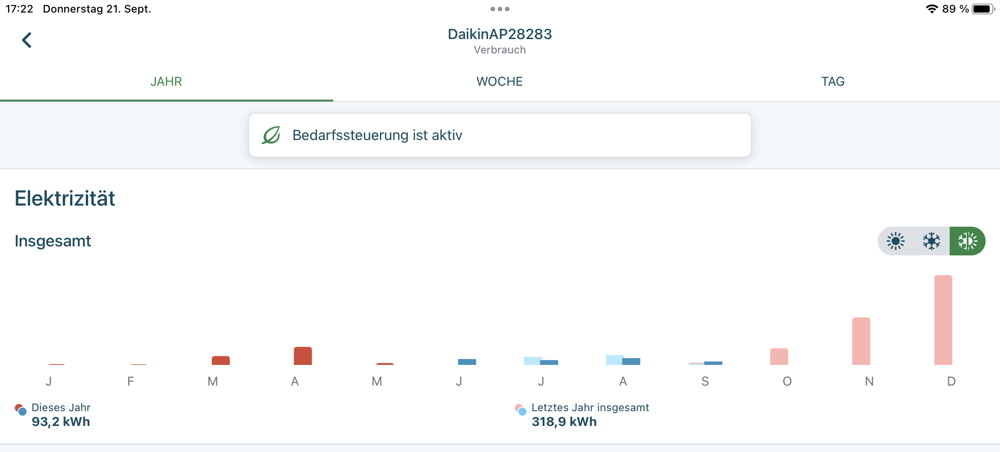 17:22 Donnerstag 21. Sept.
89 %
DaikinAP28283
Verbrauch
JAHR WOCHE TAG
Bedarfssteuerung ist aktiv
Elektrizität
Insgesamt
J F M A M J J A S O N D
Dieses Jahr
93,2 kWh
Letztes Jahr insgesamt
318,9 kWh